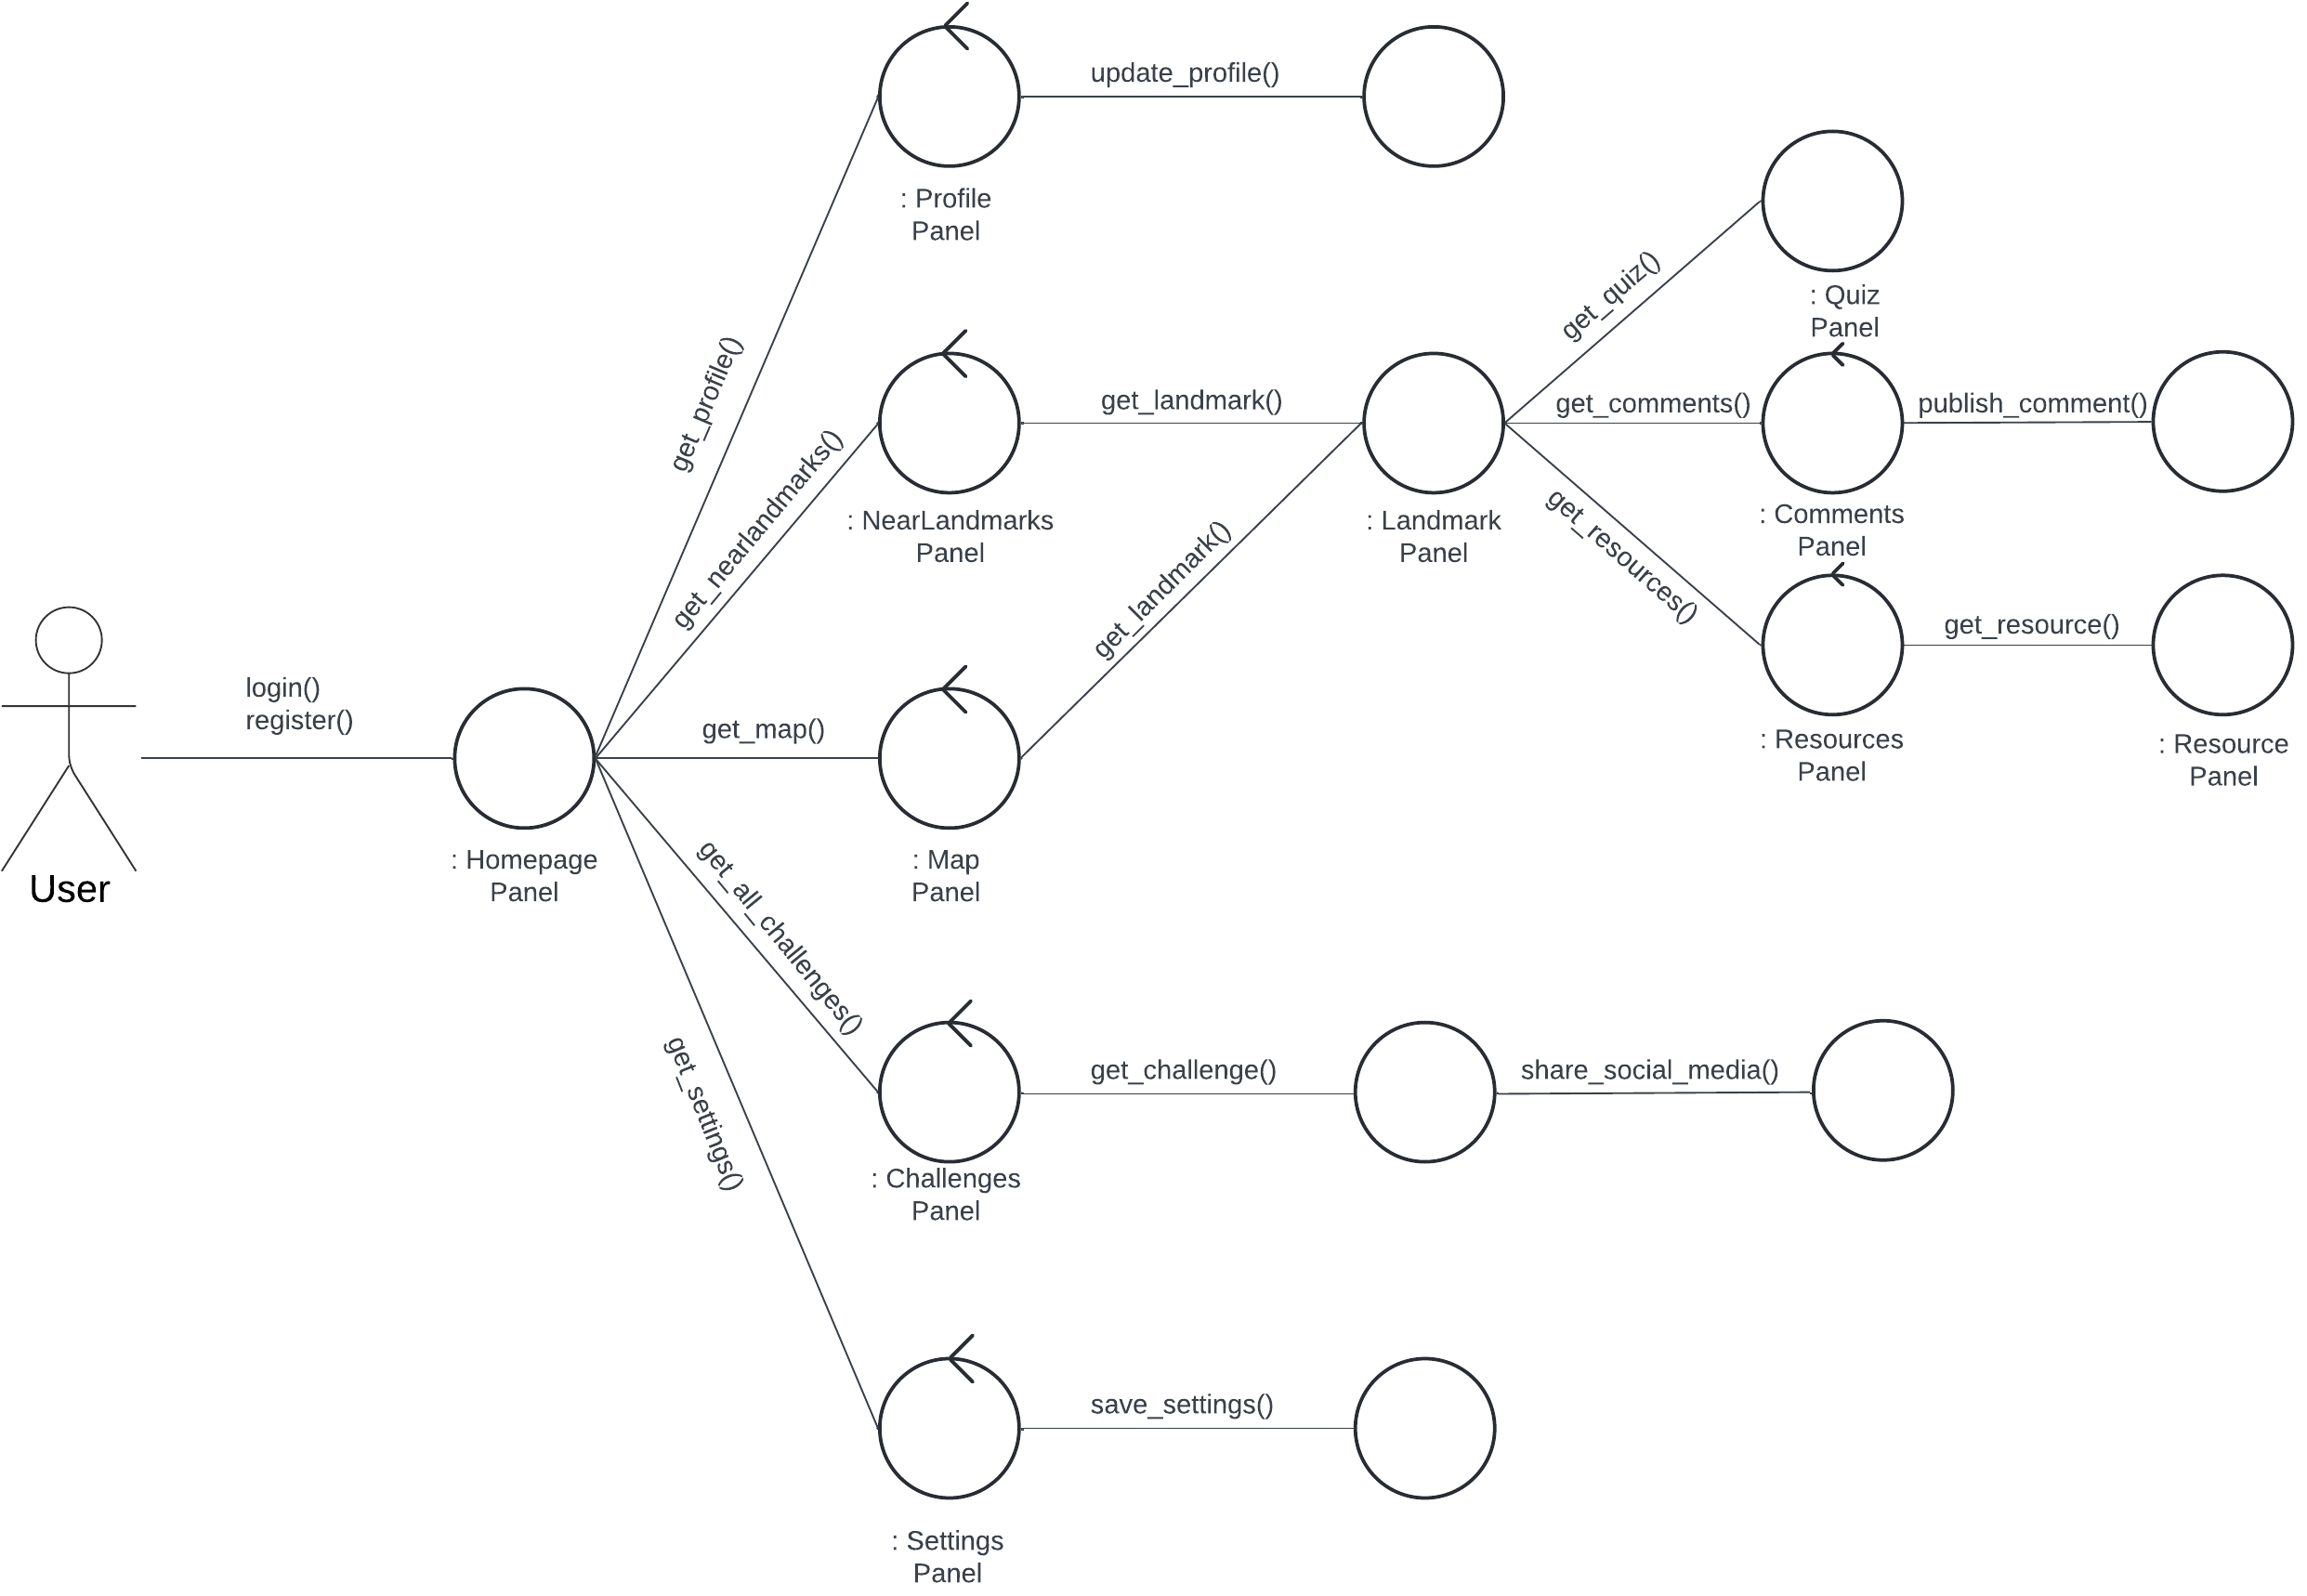 update_profile()
: Profile
Panel
get_quiz()
: Quiz
Panel
get_profile()
get_nearlandmarks()
get_landmark()
get_comments()
publish_comment()
: NearLandmarks
Panel
: Landmark
Panel
get_resources()
: Comments
Panel
get_landmark()
get_resource()
login()
register()
get_map()
: Resources
Panel
: Resource
Panel
: Homepage
Panel
: Map
Panel
User
get_all_challenges()
get_settings()
get_challenge()
share_social_media()
: Challenges
Panel
save_settings()
: Settings
Panel